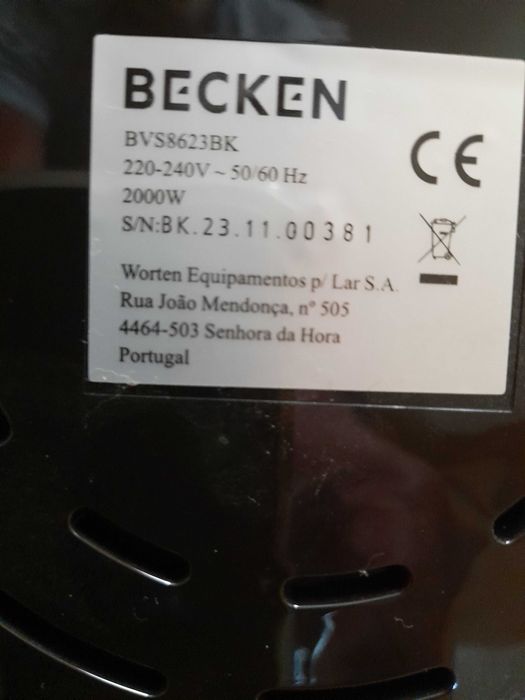 BECKEN
BVS8623BK
220-240V ~ 50/60 Hz
2000W
S/N:BK.23.11.00381
CE
Worten Equipamentos p/ Lar S.A.
Rua João Mendonça, nº 505
4464-503 Senhora da Hora
Portugal